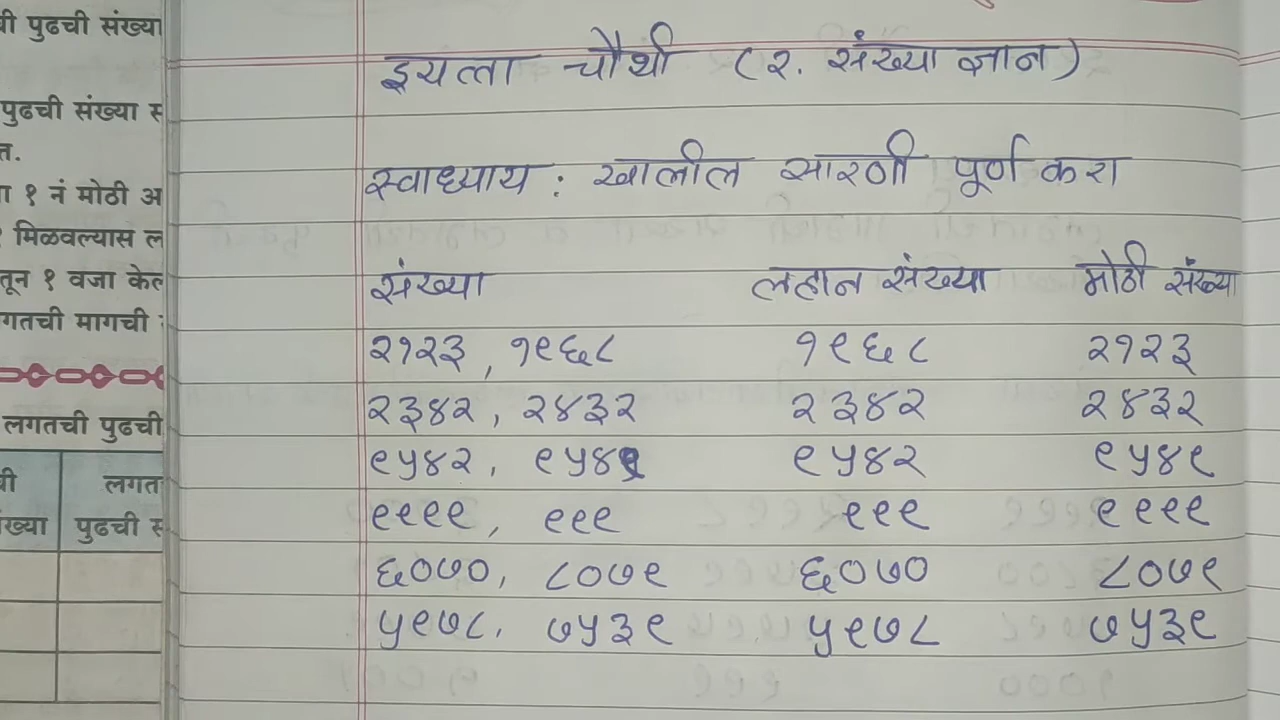 पुढची संख्या
पुढची संख्या
त.
१ नं मोठी
मिळवल्यास
तून १ वजा
गतची मागची
लगतची पुढची
लगत
पुढची
इयत्ता चौथी (२. संख्या ज्ञान)
स्वाध्याय : खालील सारणी पूर्ण करा
संख्या लहान संख्या मोठी संख्या
२१२३, १९६८ १९६८ २१२३
२३४२, २४३२ २३४२ २४३२
९५४२, ९५४९ ९५४२ ९५४९
९९९९, ९९९ ९९९ ९९९९
६०७०, ८०७९ ६०७० ८०७९
५९७८, ७५३९ ५९७८ ७५३९